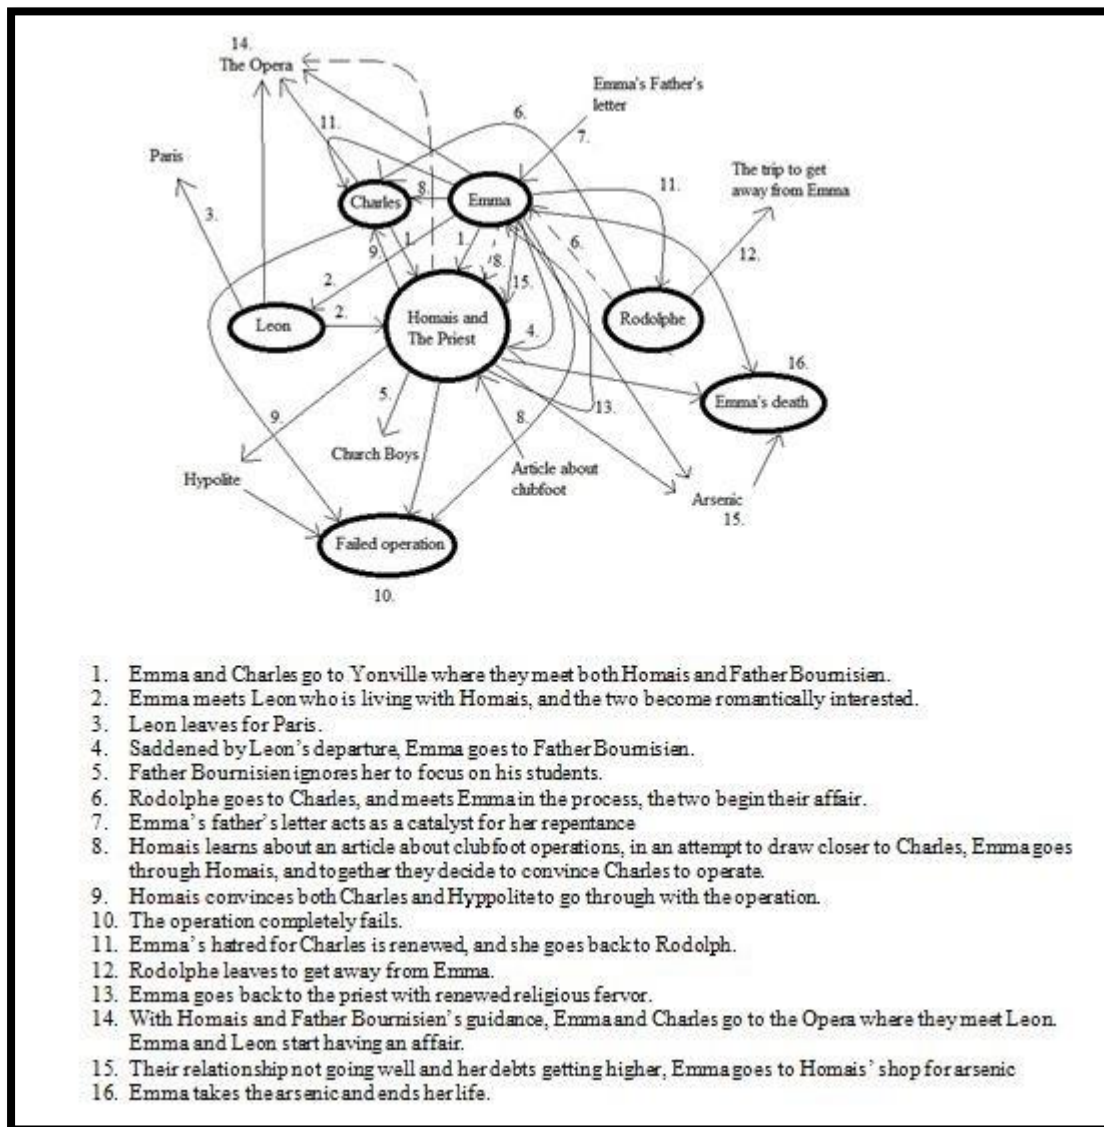 14.
The Opera
Emma's Father's
letter
6.
11.
7.
Paris
The trip to get
away from Emma
11.
8.
Charles
Emma
3.
1.
9.
1.
8.
6.
12.
15.
2.
2.
Leon
Homais and
The Priest
4.
Rodolphe
16.
Emma's death
5.
13.
9.
8.
Church Boys
Hypolite
Article about
clubfoot
Arsenic
15.
Failed operation
10.
1. Emma and Charles go to Yonville where they meet both Homais and Father Bournisien.
2. Emma meets Leon who is living with Homais, and the two become romantically interested.
3. Leon leaves for Paris.
4. Saddened by Leon's departure, Emma goes to Father Bournisien.
5. Father Bournisien ignores her to focus on his students.
6. Rodolphe goes to Charles, and meets Emma in the process, the two begin their affair.
7. Emma's father's letter acts as a catalyst for her repentance
8. Homais learns about an article about clubfoot operations, in an attempt to draw closer to Charles, Emma goes
through Homais, and together they decide to convince Charles to operate.
9. Homais convinces both Charles and Hyppolite to go through with the operation.
10. The operation completely fails.
11. Emma's hatred for Charles is renewed, and she goes back to Rodolph.
12. Rodolphe leaves to get away from Emma.
13. Emma goes back to the priest with renewed religious fervor.
14. With Homais and Father Bournisien's guidance, Emma and Charles go to the Opera where they meet Leon.
Emma and Leon start having an affair.
15. Their relationship not going well and her debts getting higher, Emma goes to Homais' shop for arsenic
16. Emma takes the arsenic and ends her life.